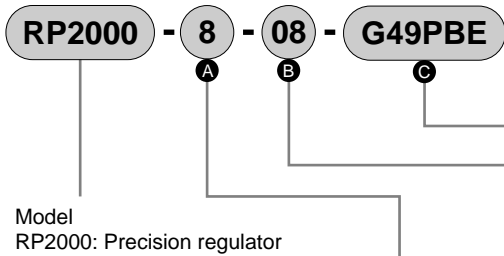 RP2000 - 8 - 08 - G49PBE
A B C
Model
RP2000: Precision regulator